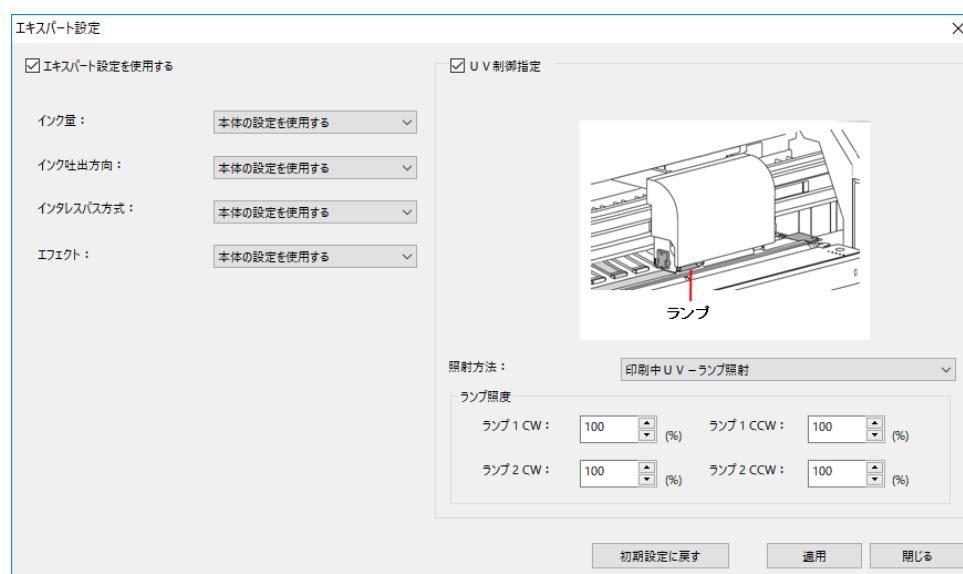 エキスパート設定
エキスパート設定を使用する
インク量：
本体の設定を使用する
インク吐出方向：
本体の設定を使用する
インタレスパス方式：
本体の設定を使用する
エフェクト：
本体の設定を使用する
ＵＶ制御指定
ランプ
照射方法：
印刷中ＵＶ－ランプ照射
ランプ照度
ランプ 1 CW： 100 (%) ランプ 1 CCW： 100 (%)
ランプ 2 CW： 100 (%) ランプ 2 CCW： 100 (%)
初期設定に戻す 適用 閉じる